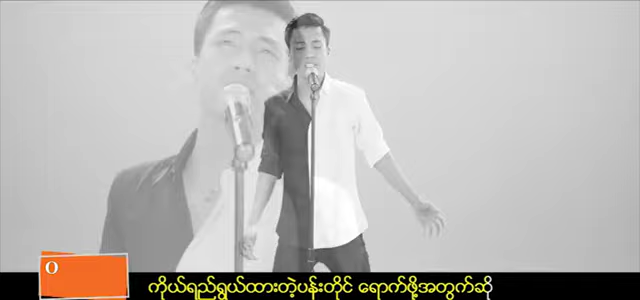 O
ကိုယ်ရည်ရွယ်ထားတဲ့ပန်းတိုင် ရောက်ဖို့အတွက်ဆို